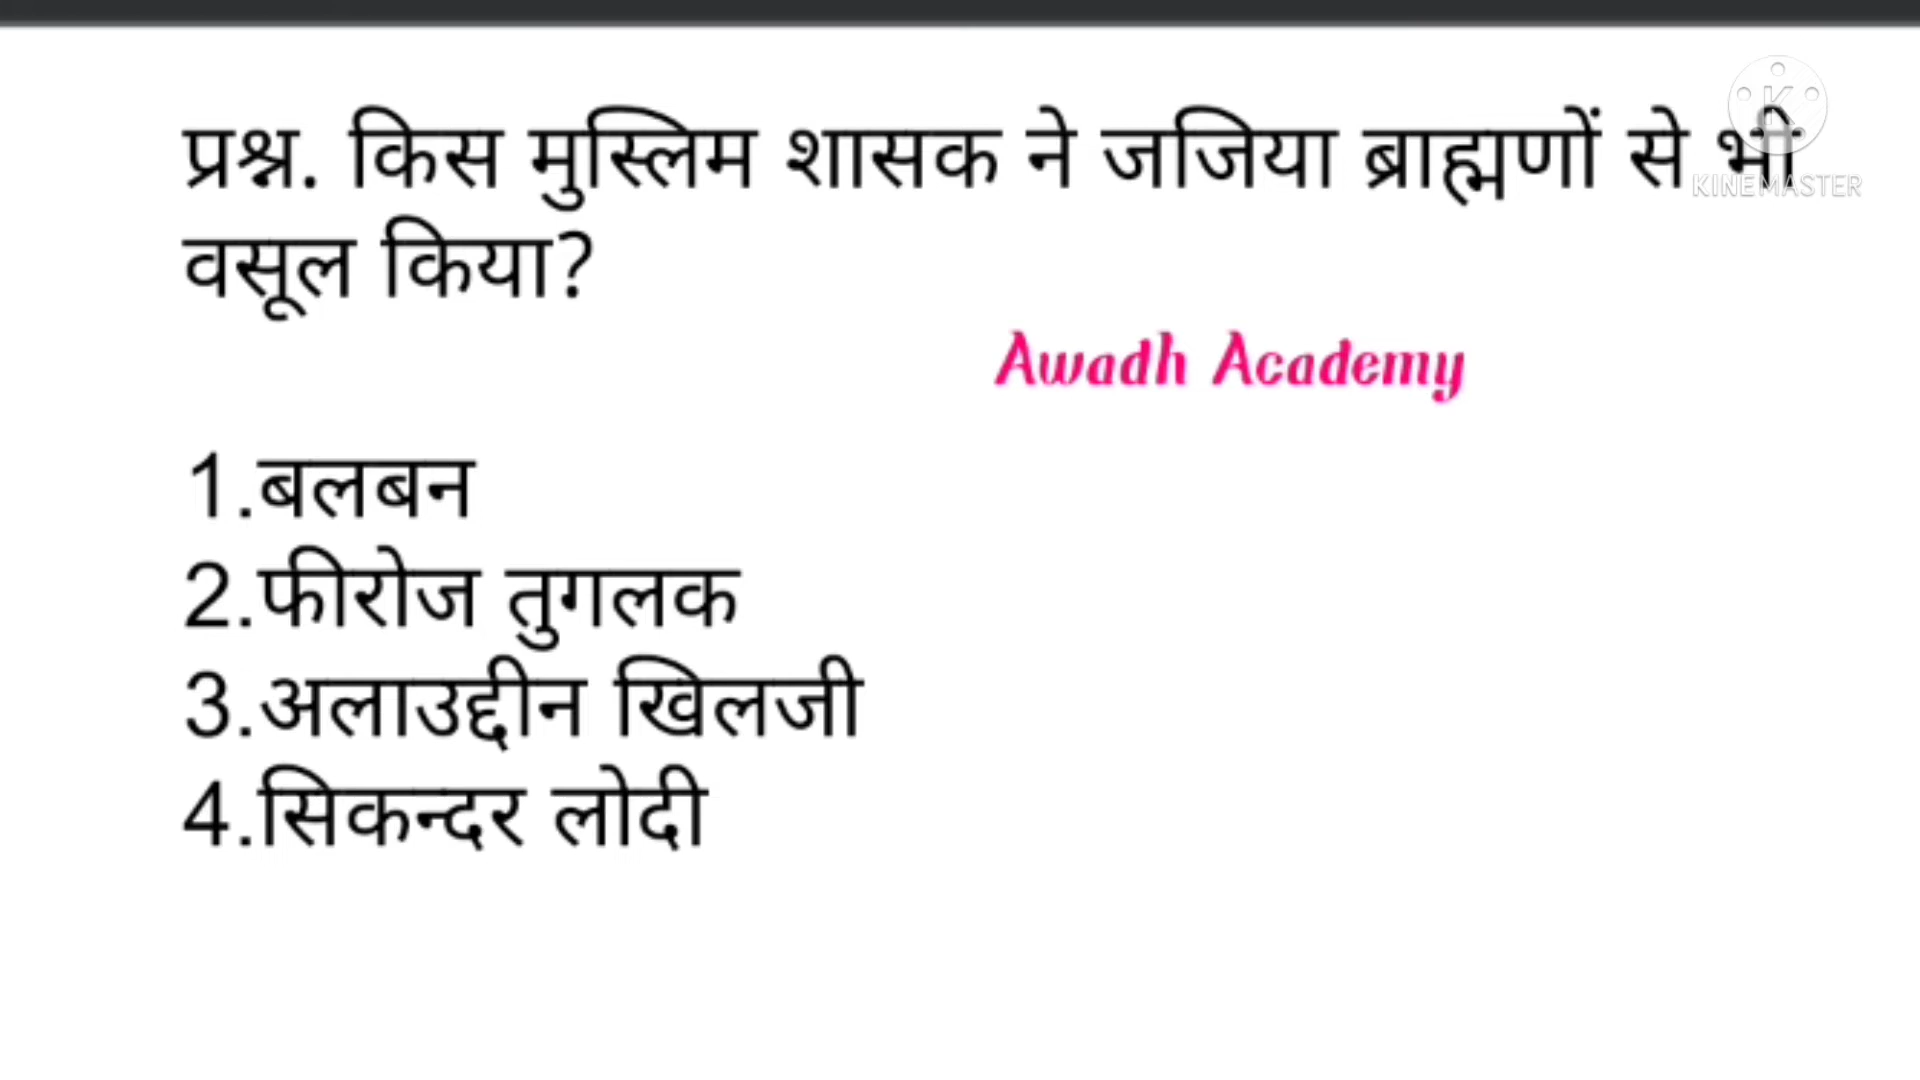 प्रश्न. किस मुस्लिम शासक ने जजिया ब्राह्मणों से भी
KINEMASTER
वसूल किया?
Awadh Academy
1.बलबन
2.फीरोज तुगलक
3.अलाउद्दीन खिलजी
4.सिकन्दर लोदी